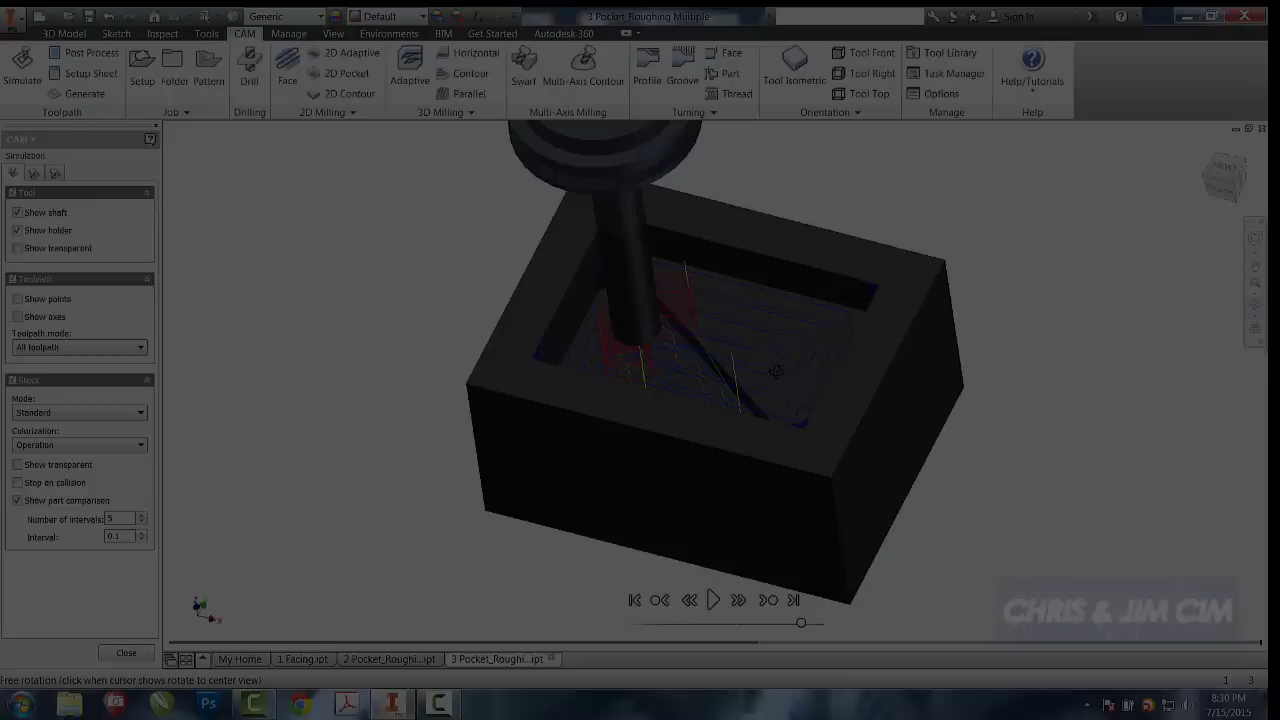 Generic
Default
3 Pocket_Roughing Multiple
Sign In
3D Model Sketch Inspect Tools CAM Manage View Environments BIM Get Started Autodesk 360
Simulate
Post Process
Setup Sheet
Generate
Toolpath
Setup Folder Pattern
Job
Drill
Drilling
Face
2D Adaptive
2D Pocket
2D Contour
2D Milling
Adaptive
Horizontal
Contour
Parallel
3D Milling
Swarf Multi-Axis Contour
Multi-Axis Milling
Profile Groove
Face
Part
Thread
Turning
Tool Isometric
Tool Front
Tool Right
Tool Top
Orientation
Tool Library
Task Manager
Options
Manage
Help/Tutorials
Help
CAM
Simulation
Tool
Show shaft
Show holder
Show transparent
Toolpath
Show points
Show axes
Toolpath mode:
All toolpath
Stock
Mode:
Standard
Colorization:
Operation
Show transparent
Stop on collision
Show part comparison
Number of intervals: 5
Interval: 0.1
Close
FRONT
Z
X
CHRIS & JIM CIM
My Home 1 Facing.ipt 2 Pocket_Roughi...ipt 3 Pocket_Roughi...ipt
Free rotation (click when cursor shows rotate to center view)
1 3
Ps
8:30 PM
7/15/2015